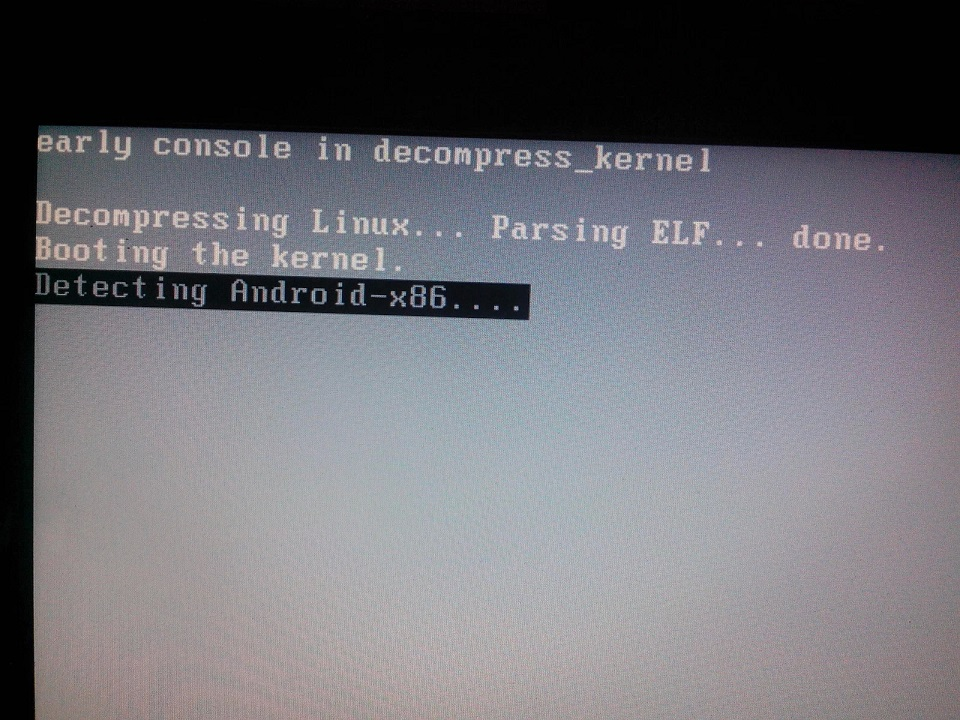 early console in decompress_kernel
Decompressing Linux... Parsing ELF... done.
Booting the kernel.
Detecting Android-x86....